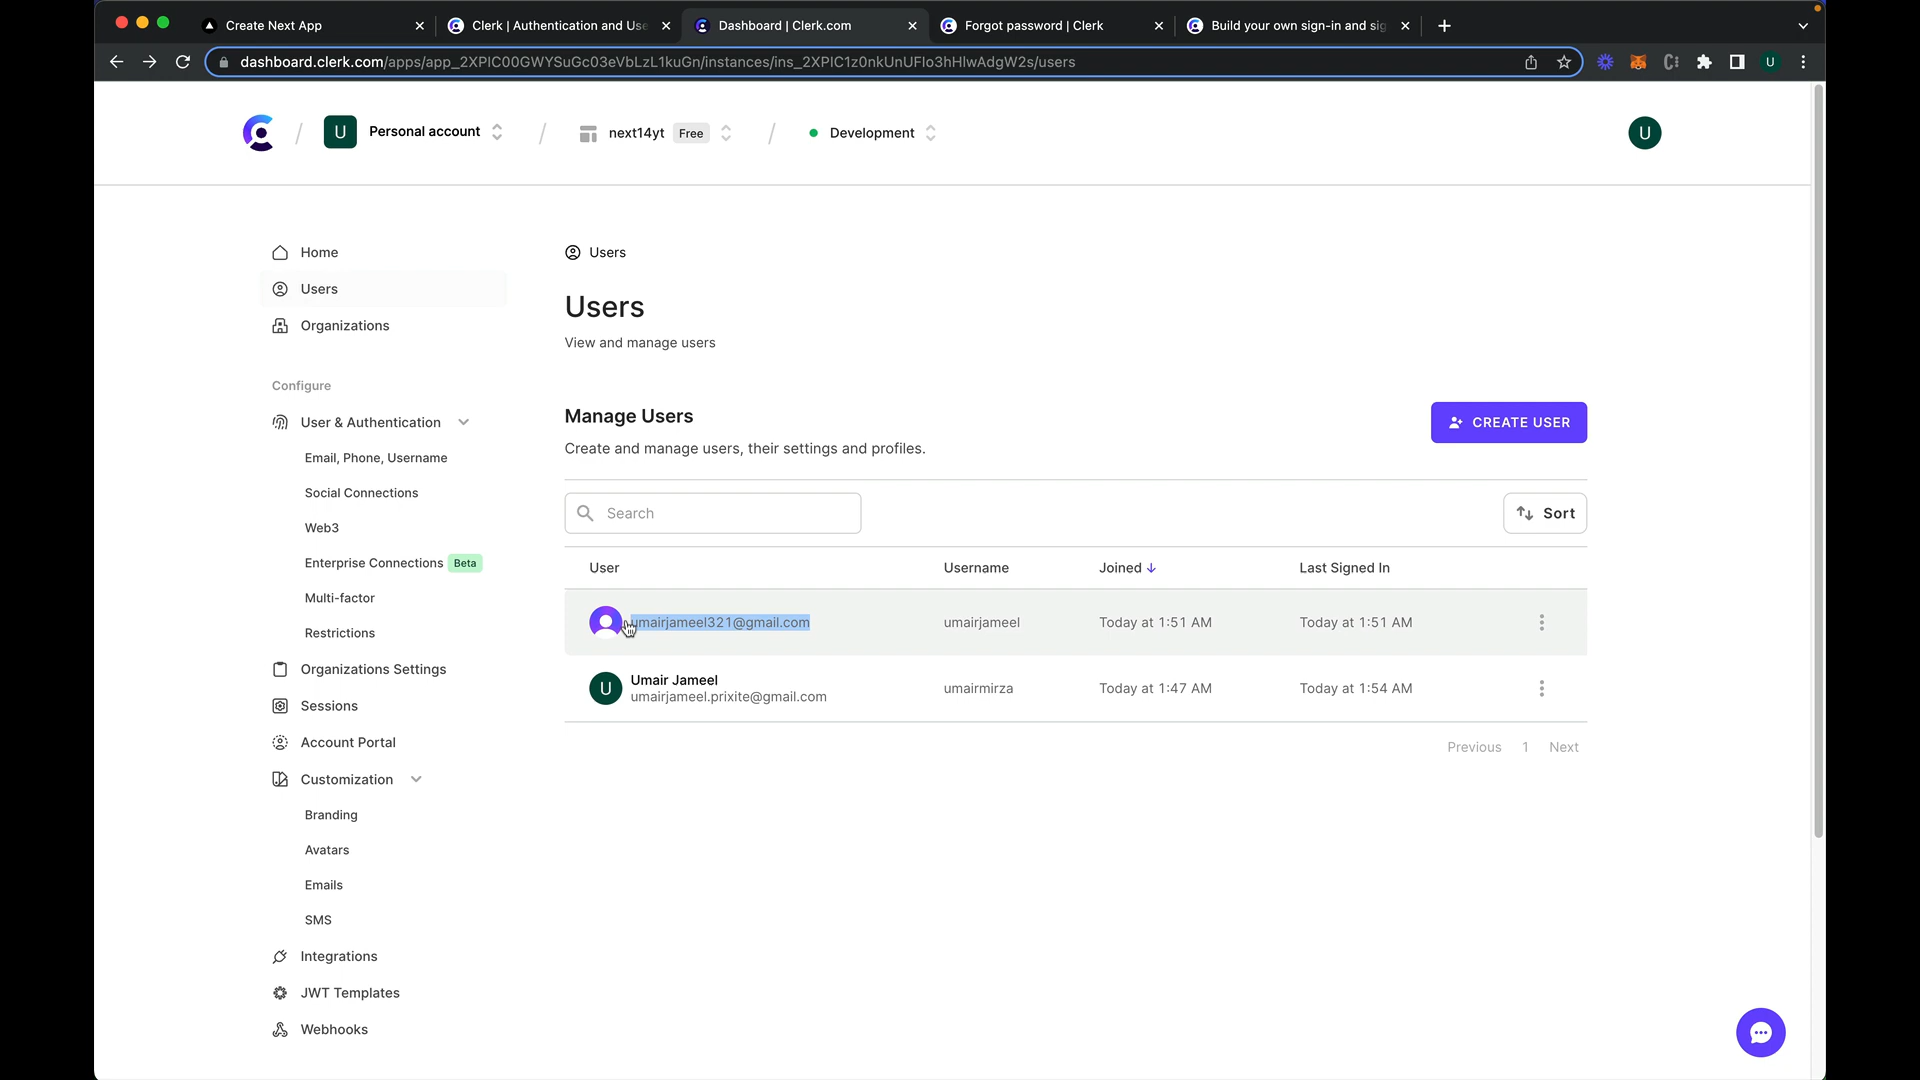 Create Next App
Clerk | Authentication and Use
Dashboard | Clerk.com
Forgot password | Clerk
Build your own sign-in and sig
dashboard.clerk.com/apps/app_2XPIC00GWYSuGc03eVbLzL1kuGn/instances/ins_2XPIC1z0nkUnUFIo3hHlwAdgW2s/users
U
U
Personal account
next14yt
Free
Development
U
Home
Users
Organizations
Configure
User & Authentication
Email, Phone, Username
Social Connections
Web3
Enterprise Connections Beta
Multi-factor
Restrictions
Organizations Settings
Sessions
Account Portal
Customization
Branding
Avatars
Emails
SMS
Integrations
JWT Templates
Webhooks
Users
Users
View and manage users
Manage Users
Create and manage users, their settings and profiles.
CREATE USER
Search
Sort
User Username Joined Last Signed In
umairjameel321@gmail.com umairjameel Today at 1:51 AM Today at 1:51 AM
U
Umair Jameel
umairjameel.prixite@gmail.com umairmirza Today at 1:47 AM Today at 1:54 AM
Previous 1 Next